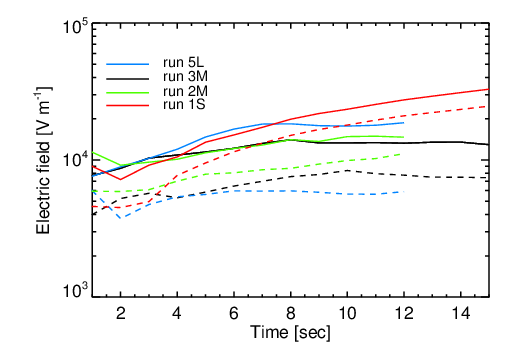 10^5
run 5L
run 3M
run 2M
run 1S
Electric field [V m^-1]
10^4
10^3
2 4 6 8 10 12 14
Time [sec]